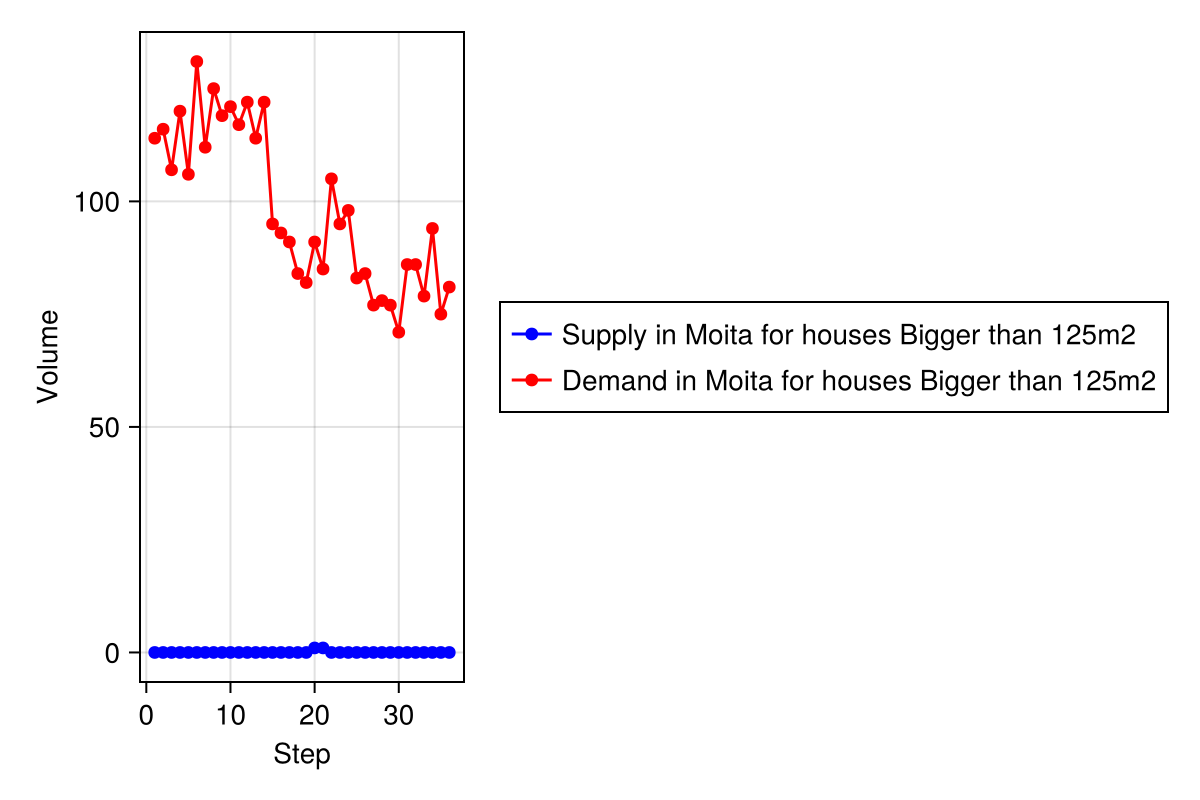 Volume
100
50
0
0 10 20 30
Step
Supply in Moita for houses Bigger than 125m2
Demand in Moita for houses Bigger than 125m2